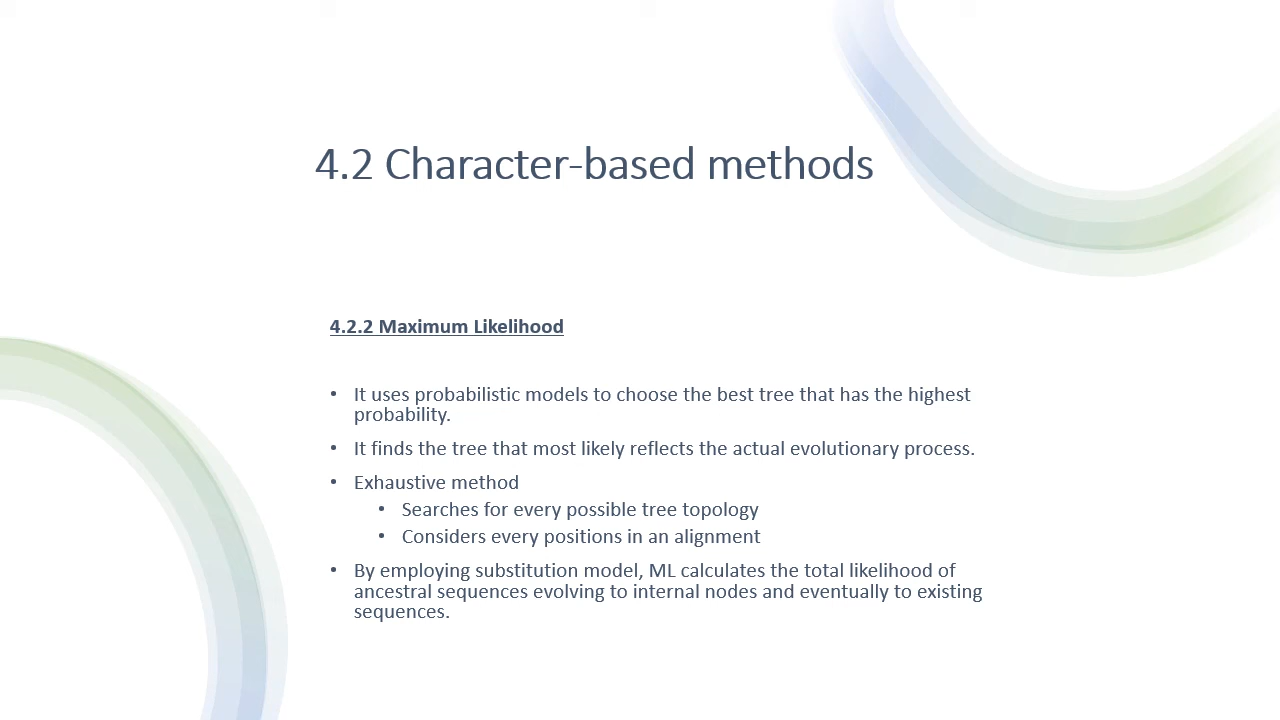 4.2 Character-based methods
4.2.2 Maximum Likelihood
• It uses probabilistic models to choose the best tree that has the highest
probability.
• It finds the tree that most likely reflects the actual evolutionary process.
• Exhaustive method
• Searches for every possible tree topology
• Considers every positions in an alignment
• By employing substitution model, ML calculates the total likelihood of
ancestral sequences evolving to internal nodes and eventually to existing
sequences.